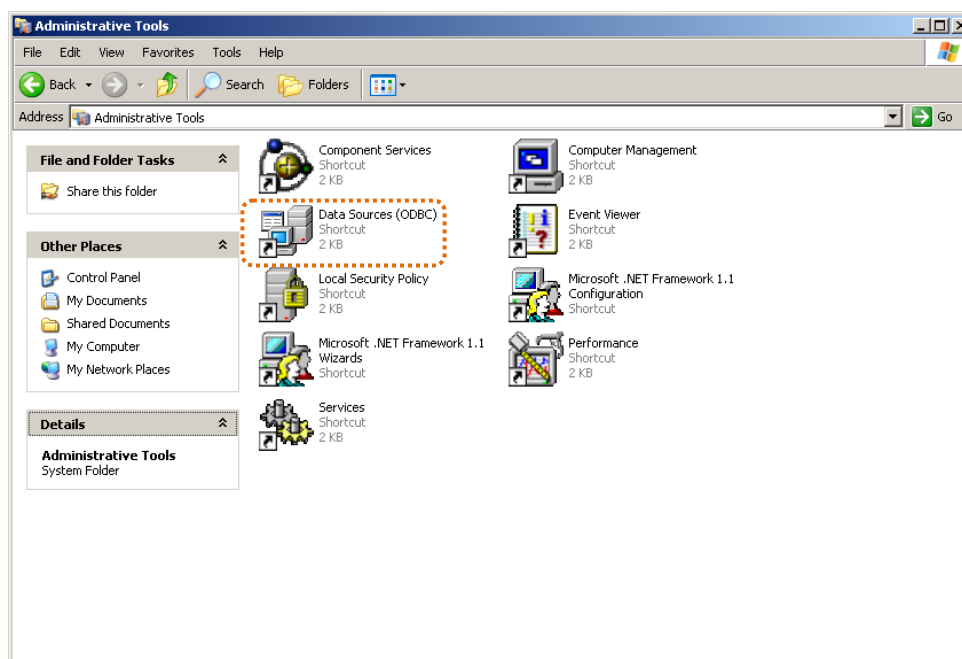 Administrative Tools
File Edit View Favorites Tools Help
Back Search Folders
Address Administrative Tools Go
File and Folder Tasks
Share this folder
Other Places
Control Panel
My Documents
Shared Documents
My Computer
My Network Places
Details
Administrative Tools
System Folder
Component Services
Shortcut
2 KB
Computer Management
Shortcut
2 KB
Data Sources (ODBC)
Shortcut
2 KB
Event Viewer
Shortcut
2 KB
Local Security Policy
Shortcut
2 KB
Microsoft .NET Framework 1.1
Configuration
Shortcut
Microsoft .NET Framework 1.1
Wizards
Shortcut
Performance
Shortcut
2 KB
Services
Shortcut
2 KB